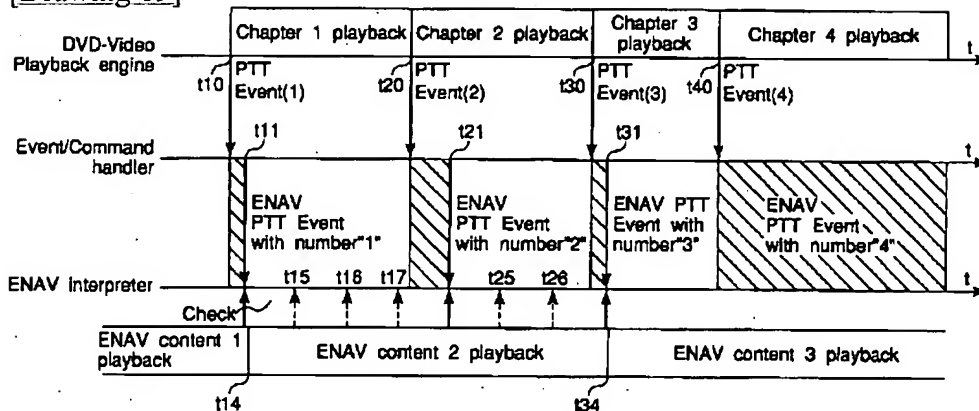 Chapter 1 playback
Chapter 2 playback
Chapter 3 playback
Chapter 4 playback
DVD-Video Playback engine
t
t10
PTT Event(1)
t20
PTT Event(2)
t30
PTT Event(3)
t40
PTT Event(4)
t11
t21
t31
Event/Command handler
t
ENAV PTT Event with number"1"
ENAV PTT Event with number"2"
ENAV PTT Event with number"3"
ENAV PTT Event with number"4"
ENAV Interpreter
t15
t16
t17
t25
t26
t
Check
ENAV content 1 playback
ENAV content 2 playback
ENAV content 3 playback
t14
t34